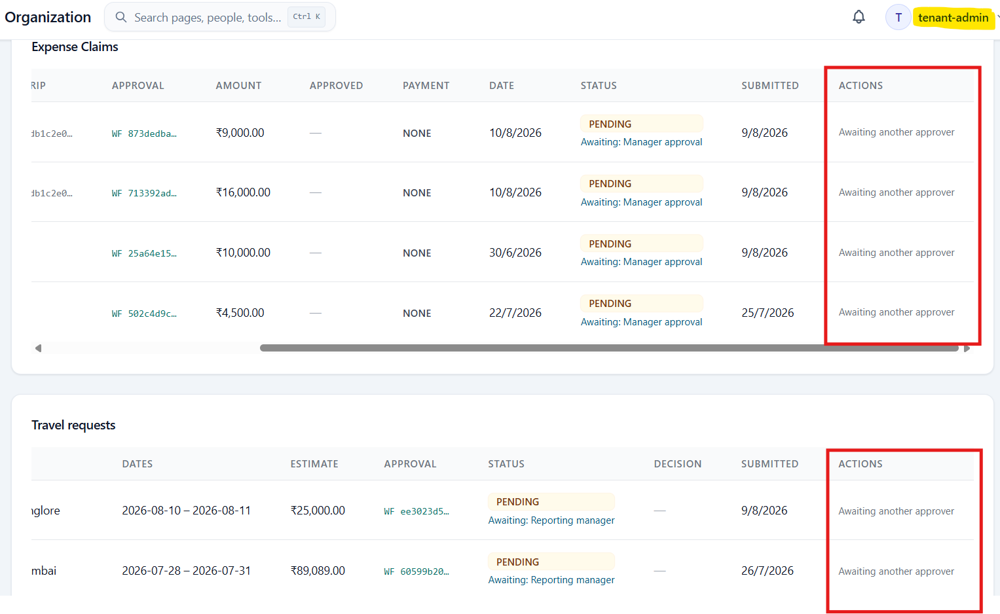 Organization Search pages, people, tools... Ctrl K T tenant-admin
Expense Claims
RIP APPROVAL AMOUNT APPROVED PAYMENT DATE STATUS SUBMITTED ACTIONS
db1c2e0… WF 873dedba… ₹9,000.00 — NONE 10/8/2026 PENDING 9/8/2026 Awaiting another approver
Awaiting: Manager approval
db1c2e0… WF 713392ad… ₹16,000.00 — NONE 10/8/2026 PENDING 9/8/2026 Awaiting another approver
Awaiting: Manager approval
WF 25a64e15… ₹10,000.00 — NONE 30/6/2026 PENDING 9/8/2026 Awaiting another approver
Awaiting: Manager approval
WF 502c4d9c… ₹4,500.00 — NONE 22/7/2026 PENDING 25/7/2026 Awaiting another approver
Awaiting: Manager approval
Travel requests
DATES ESTIMATE APPROVAL STATUS DECISION SUBMITTED ACTIONS
nglore 2026-08-10 – 2026-08-11 ₹25,000.00 WF ee3023d5… PENDING — 9/8/2026 Awaiting another approver
Awaiting: Reporting manager
mbai 2026-07-28 – 2026-07-31 ₹89,089.00 WF 60599b20… PENDING — 26/7/2026 Awaiting another approver
Awaiting: Reporting manager